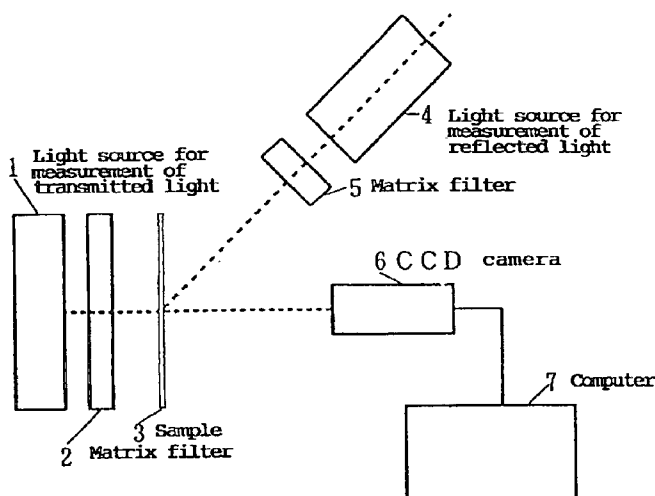 4 Light source for
measurement of
reflected light
1 Light source for
measurement of
transmitted light
5 Matrix filter
6 CCD camera
7 Computer
3 Sample
2 Matrix filter